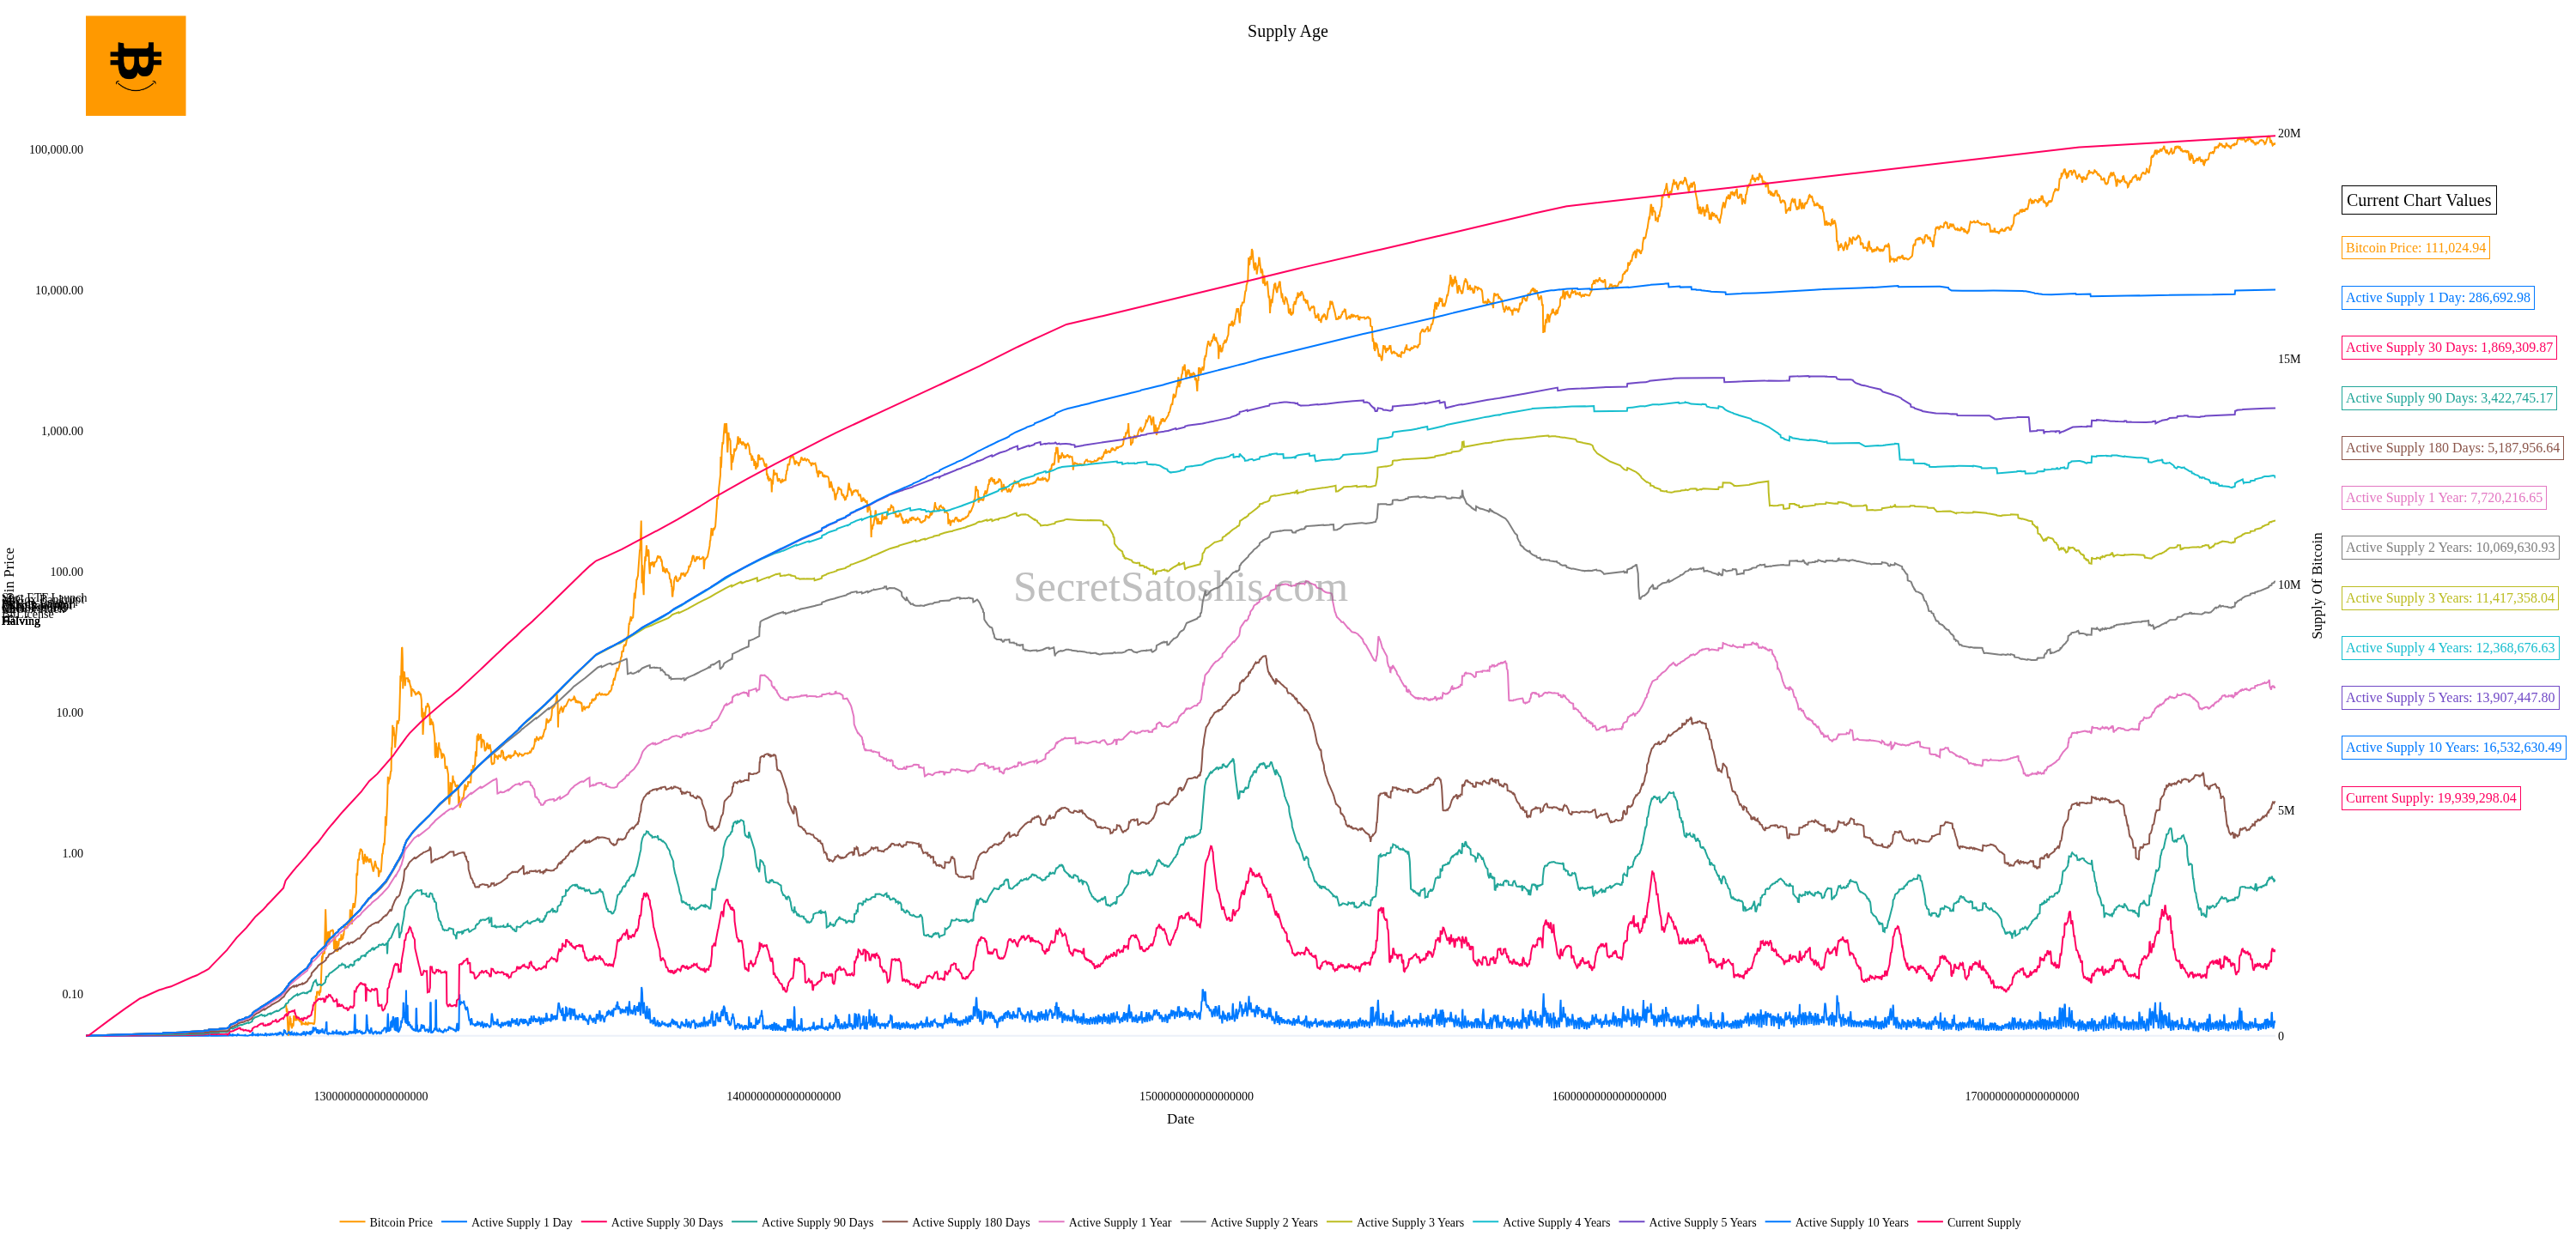 Supply Age
100,000.00
10,000.00
1,000.00
100.00
10.00
1.00
0.10
Bitcoin Price
Halving
20M
15M
10M
5M
0
Supply Of Bitcoin
SecretSatoshis.com
Current Chart Values
Bitcoin Price: 111,024.94
Active Supply 1 Day: 286,692.98
Active Supply 30 Days: 1,869,309.87
Active Supply 90 Days: 3,422,745.17
Active Supply 180 Days: 5,187,956.64
Active Supply 1 Year: 7,720,216.65
Active Supply 2 Years: 10,069,630.93
Active Supply 3 Years: 11,417,358.04
Active Supply 4 Years: 12,368,676.63
Active Supply 5 Years: 13,907,447.80
Active Supply 10 Years: 16,532,630.49
Current Supply: 19,939,298.04
1300000000000000000
1400000000000000000
1500000000000000000
1600000000000000000
1700000000000000000
Date
Bitcoin Price
Active Supply 1 Day
Active Supply 30 Days
Active Supply 90 Days
Active Supply 180 Days
Active Supply 1 Year
Active Supply 2 Years
Active Supply 3 Years
Active Supply 4 Years
Active Supply 5 Years
Active Supply 10 Years
Current Supply